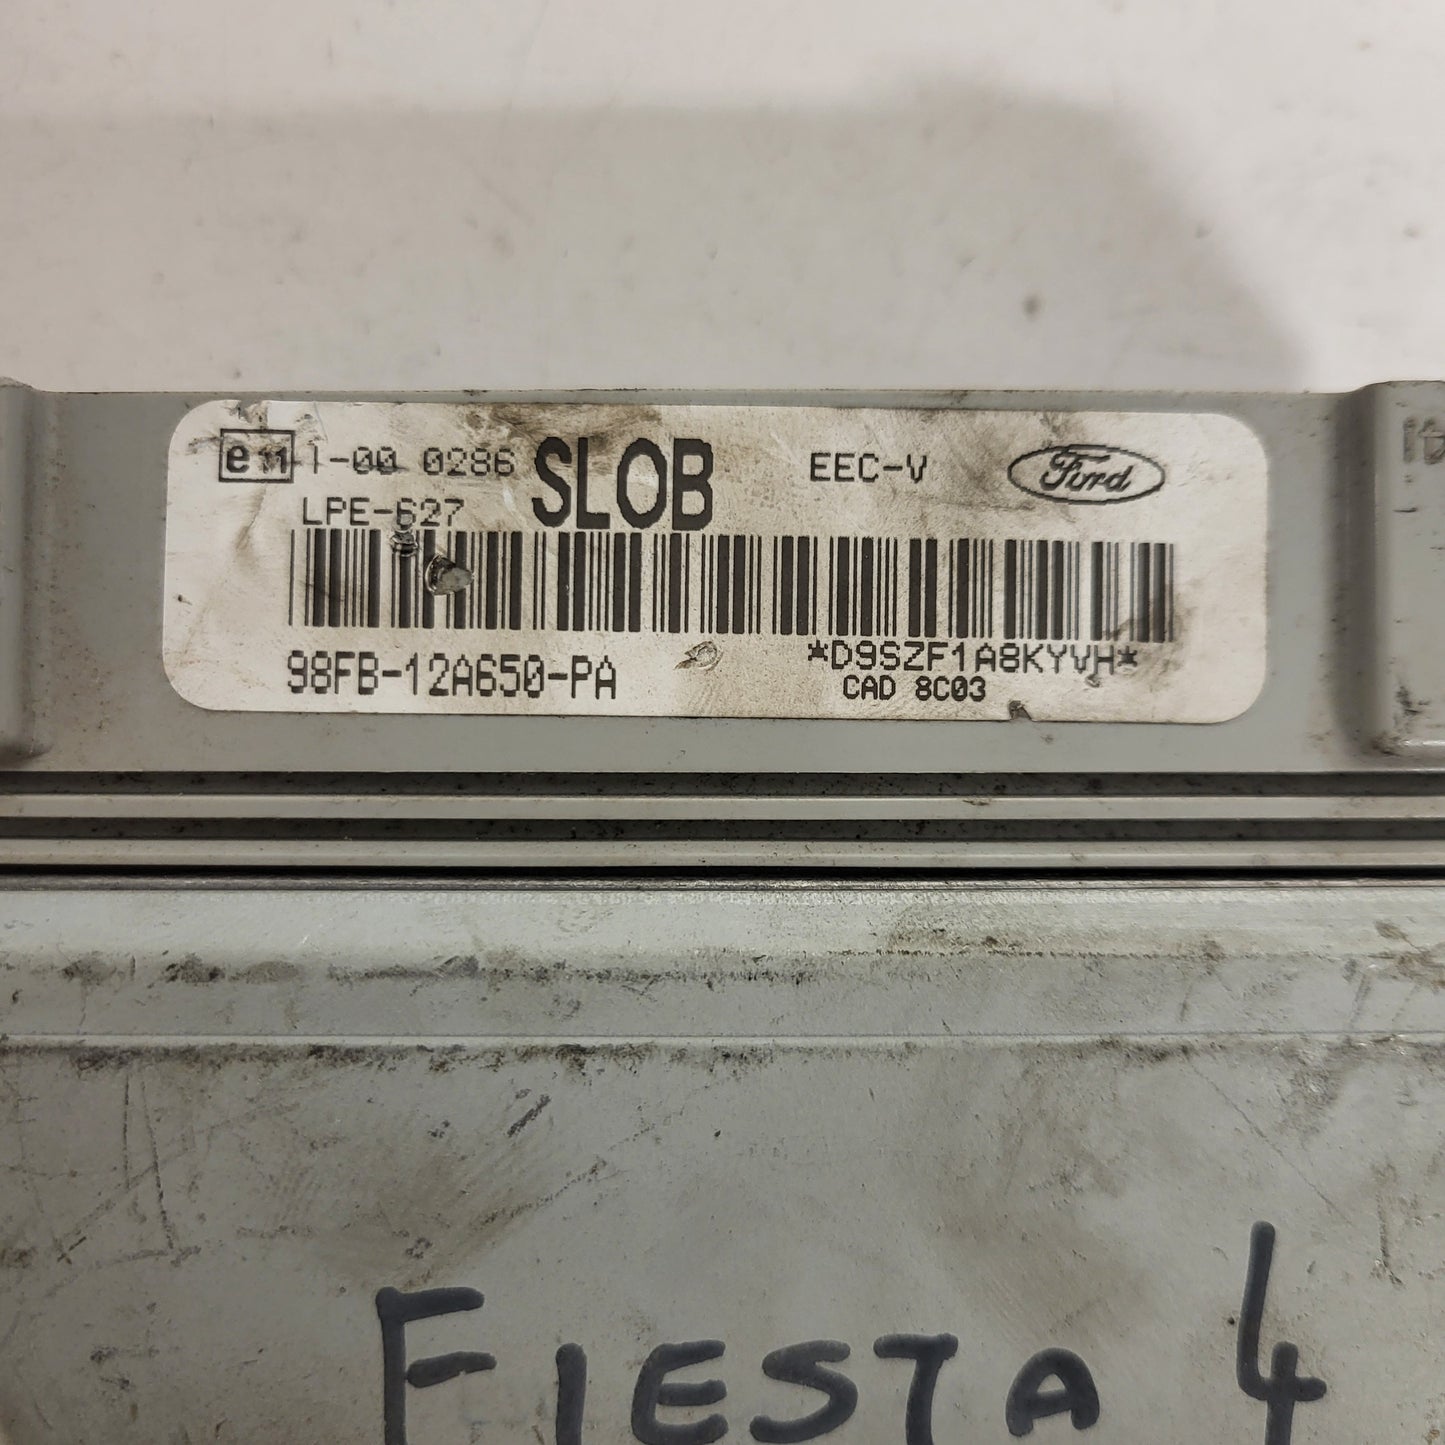 e11 1-00 0286 SLOB EEC-V Ford
LPE-627
98FB-12A650-PA *D9SZF1A8KYVH*
CAD 8C03
FIESTA 4